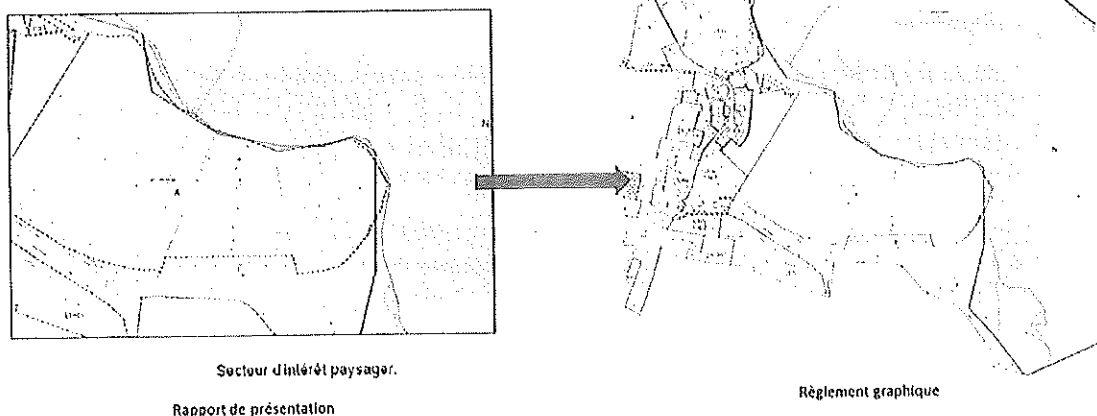 A
N
N
Secteur d'intérêt paysager.
Rapport de présentation
Règlement graphique